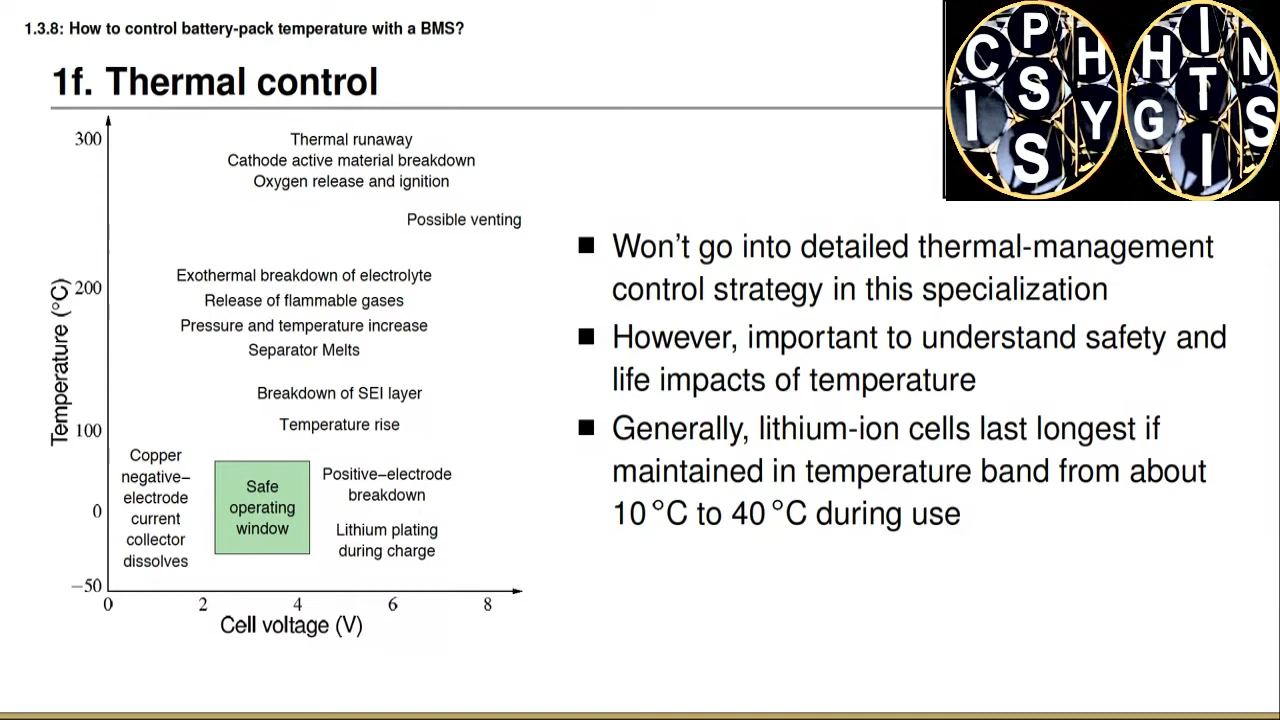 1.3.8: How to control battery-pack temperature with a BMS?
1f. Thermal control
C P H I S I Y S
H I N T G S I
300
200
100
0
−50
Temperature (°C)
Thermal runaway
Cathode active material breakdown
Oxygen release and ignition
Possible venting
Exothermal breakdown of electrolyte
Release of flammable gases
Pressure and temperature increase
Separator Melts
Breakdown of SEI layer
Temperature rise
Copper
negative−
electrode
current
collector
dissolves
Safe
operating
window
Positive−electrode
breakdown
Lithium plating
during charge
0 2 4 6 8
Cell voltage (V)
■ Won't go into detailed thermal-management
control strategy in this specialization
■ However, important to understand safety and
life impacts of temperature
■ Generally, lithium-ion cells last longest if
maintained in temperature band from about
10 °C to 40 °C during use